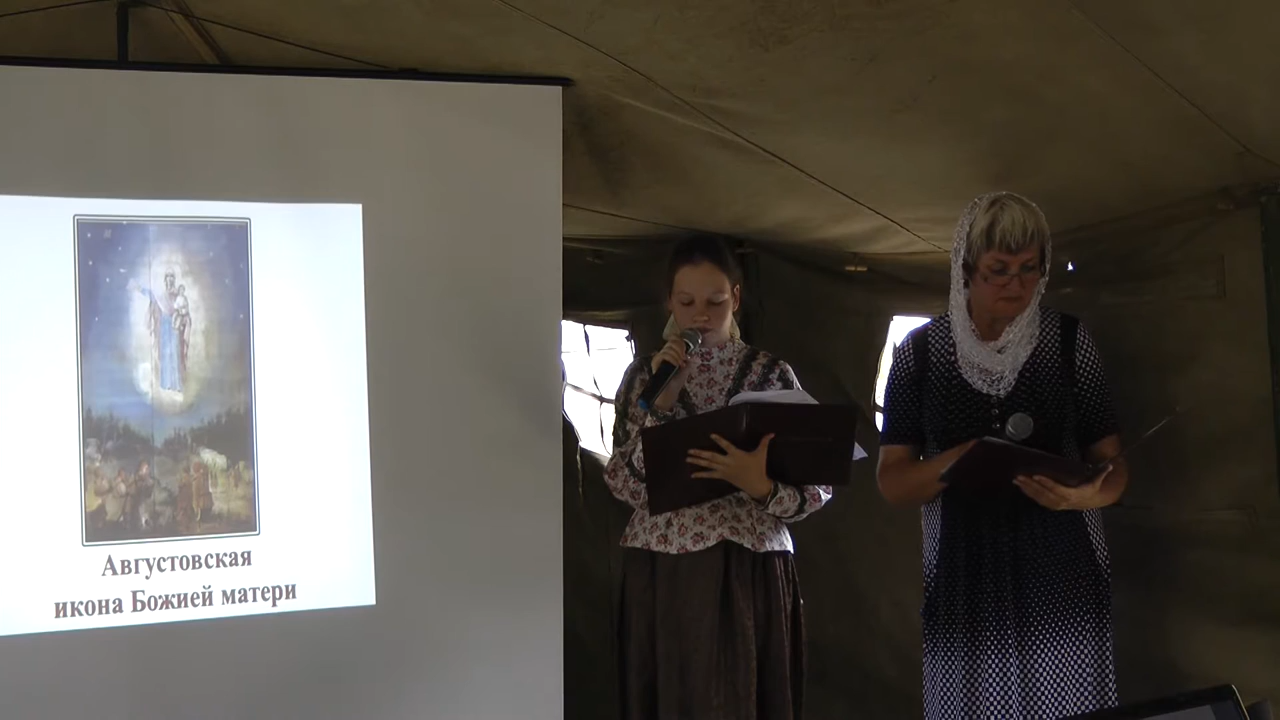 Августовская
икона Божией матери